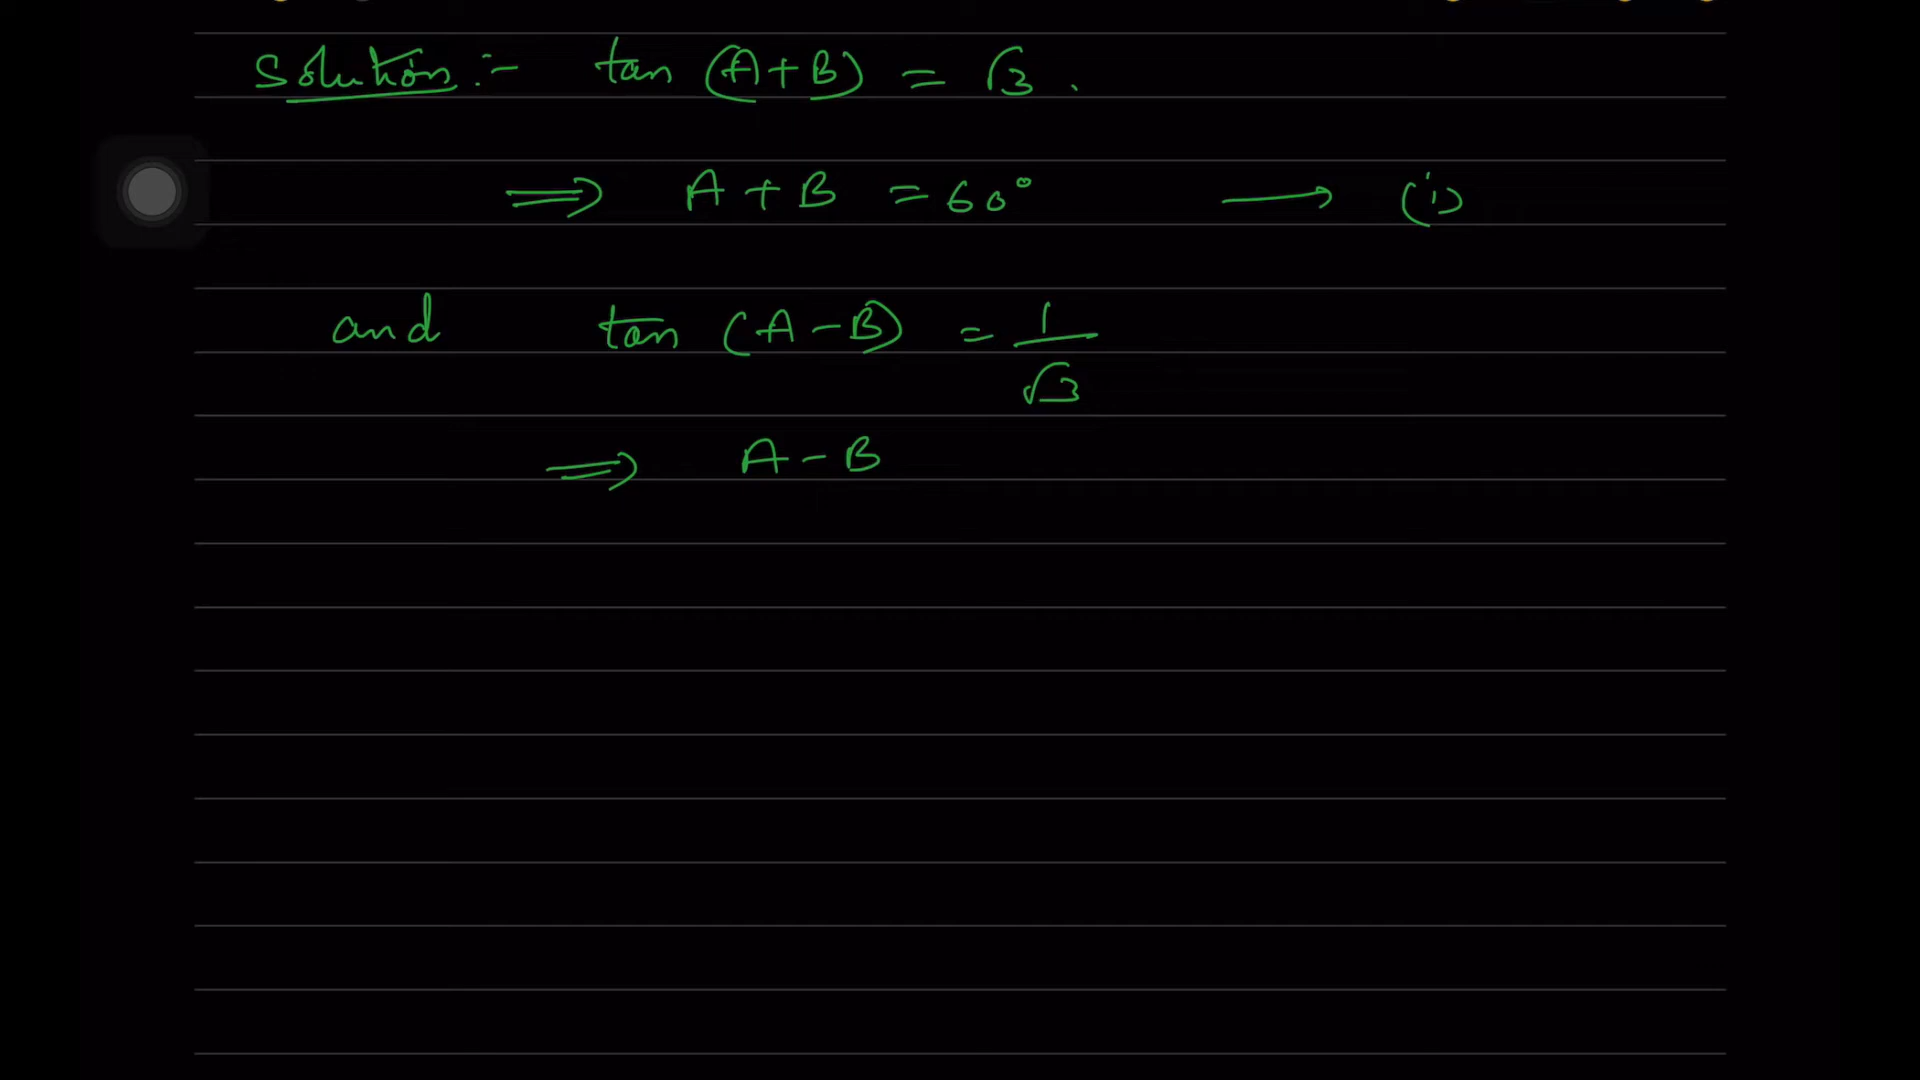 Solution :- tan (A+B) = √3 .
⟹ A + B = 60° ⟶ (i)
and tan (A-B) = 1/√3
⟹ A - B